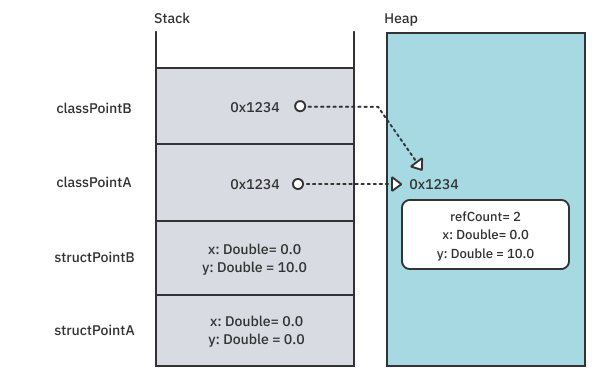 Stack
Heap
classPointB
0x1234
classPointA
0x1234
0x1234
refCount= 2
x: Double= 0.0
y: Double = 10.0
structPointB
x: Double= 0.0
y: Double = 10.0
structPointA
x: Double= 0.0
y: Double = 0.0